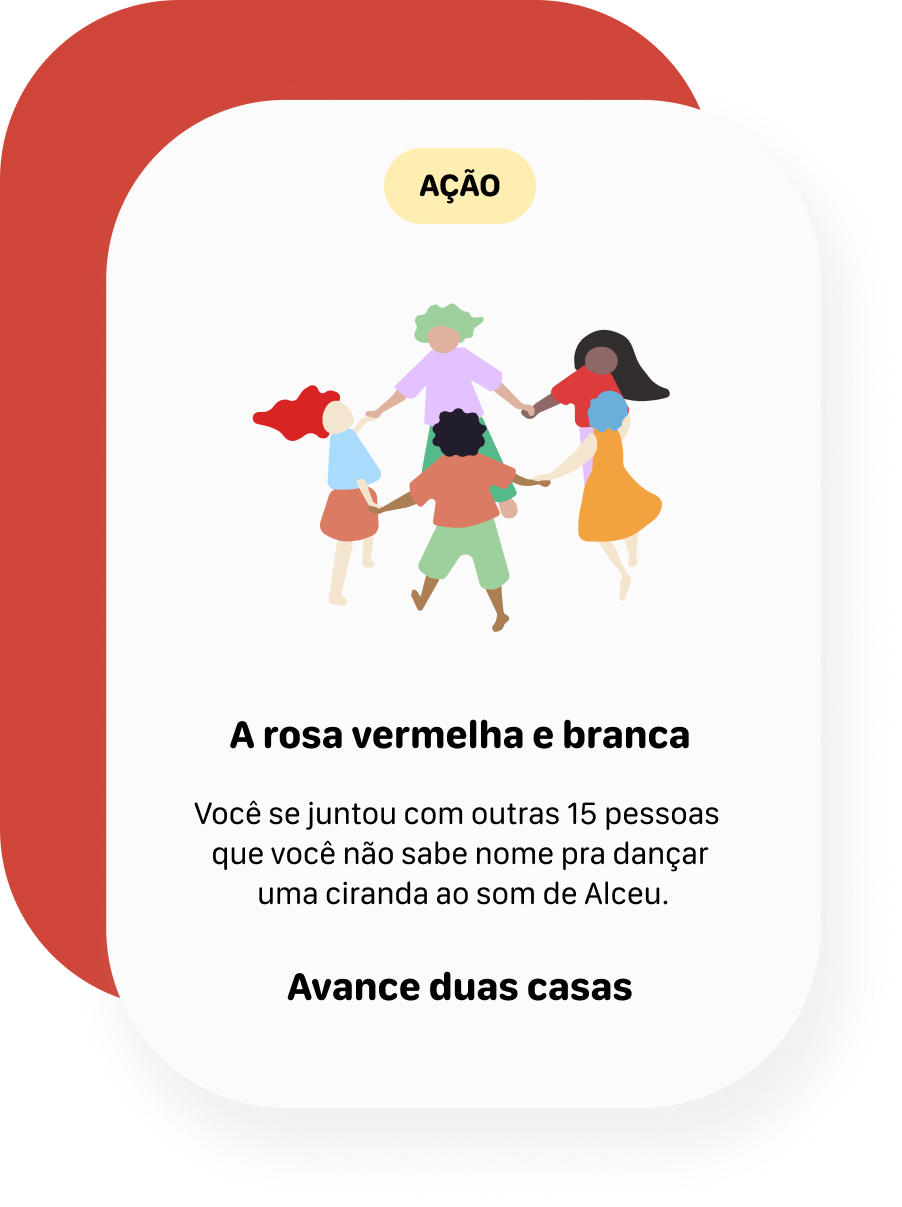 AÇÃO
A rosa vermelha e branca
Você se juntou com outras 15 pessoas
que você não sabe nome pra dançar
uma ciranda ao som de Alceu.
Avance duas casas